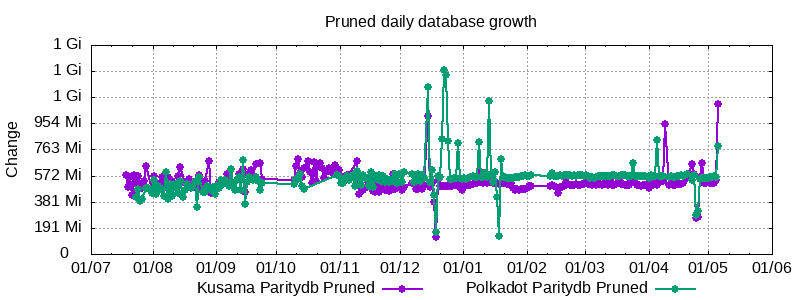 Pruned daily database growth
Change
1 Gi
1 Gi
1 Gi
954 Mi
763 Mi
572 Mi
381 Mi
191 Mi
0
01/07 01/08 01/09 01/10 01/11 01/12 01/01 01/02 01/03 01/04 01/05 01/06
Kusama Paritydb Pruned Polkadot Paritydb Pruned